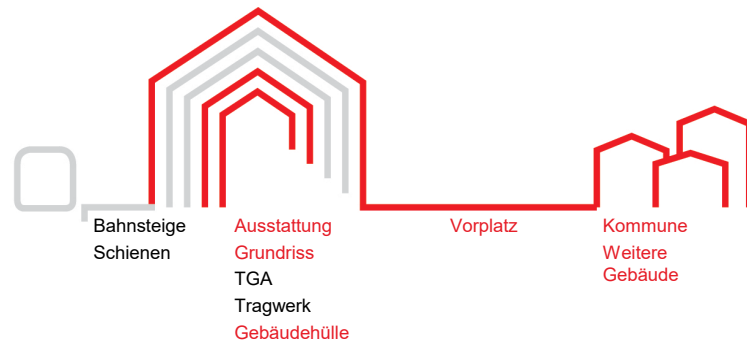 Bahnsteige
Schienen
Ausstattung
Grundriss
TGA
Tragwerk
Gebäudehülle
Vorplatz
Kommune
Weitere
Gebäude